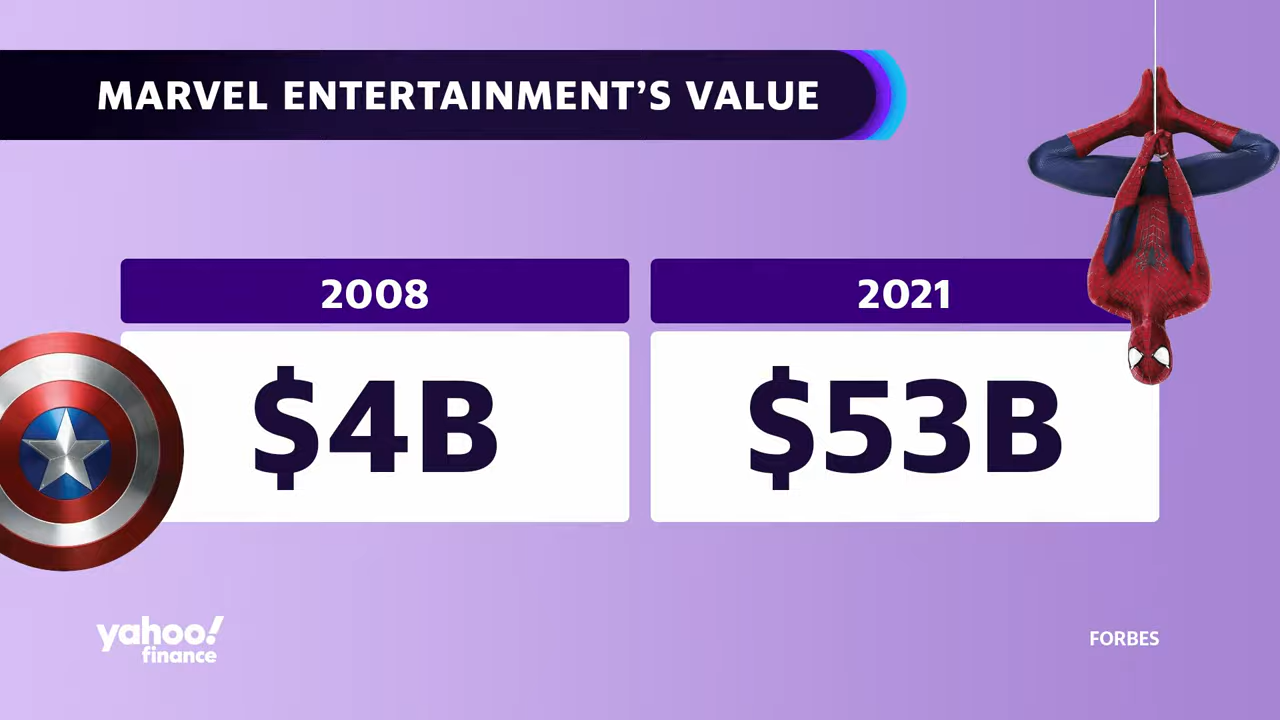 MARVEL ENTERTAINMENT’S VALUE
2008
2021
$4B
$53B
yahoo!
finance
FORBES